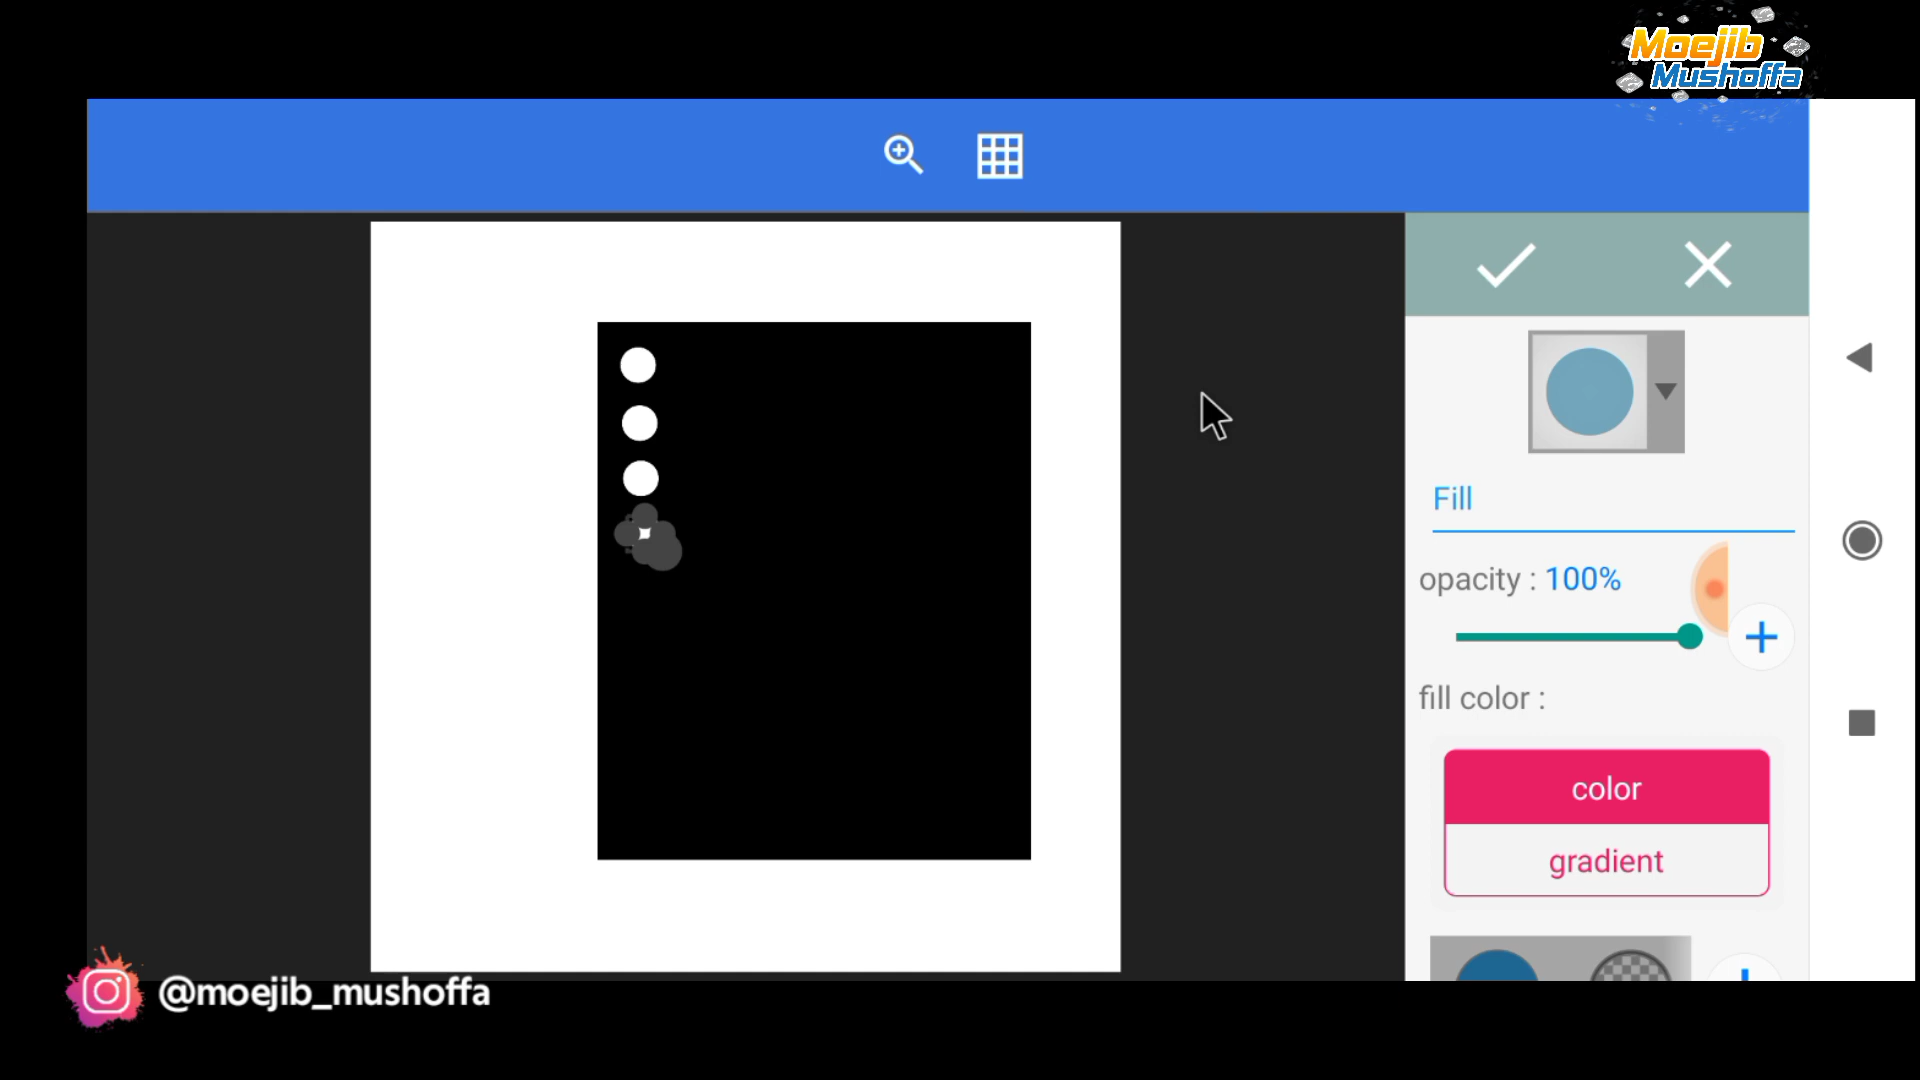 Moejib
Mushoffa
Fill
opacity : 100%
fill color :
color
gradient
@moejib_mushoffa